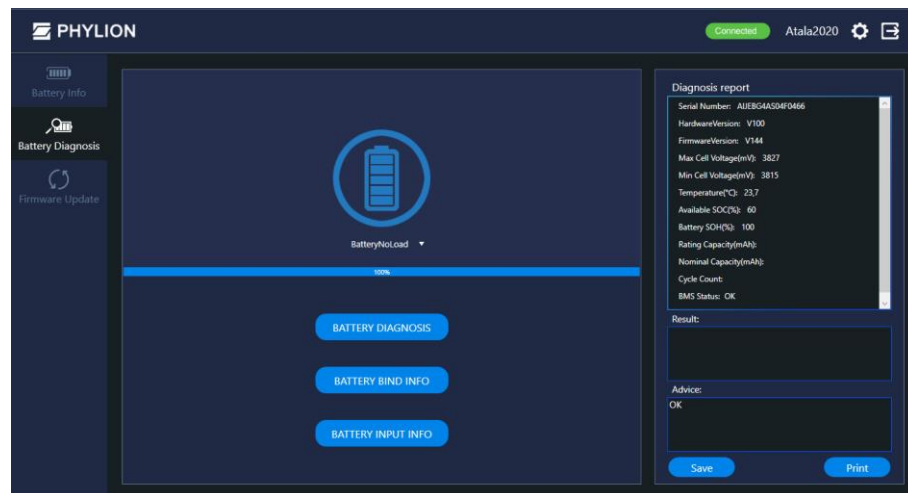 PHYLION
Connected
Atala2020
Battery Info
Battery Diagnosis
Firmware Update
BatteryNoLoad
100%
BATTERY DIAGNOSIS
BATTERY BIND INFO
BATTERY INPUT INFO
Diagnosis report
Serial Number: AIJEBG4AS04F0466
HardwareVersion: V100
FirmwareVersion: V144
Max Cell Voltage(mV): 3827
Min Cell Voltage(mV): 3815
Temperature(°C): 23,7
Available SOC(%): 60
Battery SOH(%): 100
Rating Capacity(mAh):
Nominal Capacity(mAh):
Cycle Count:
BMS Status: OK
Result:
Advice:
OK
Save
Print